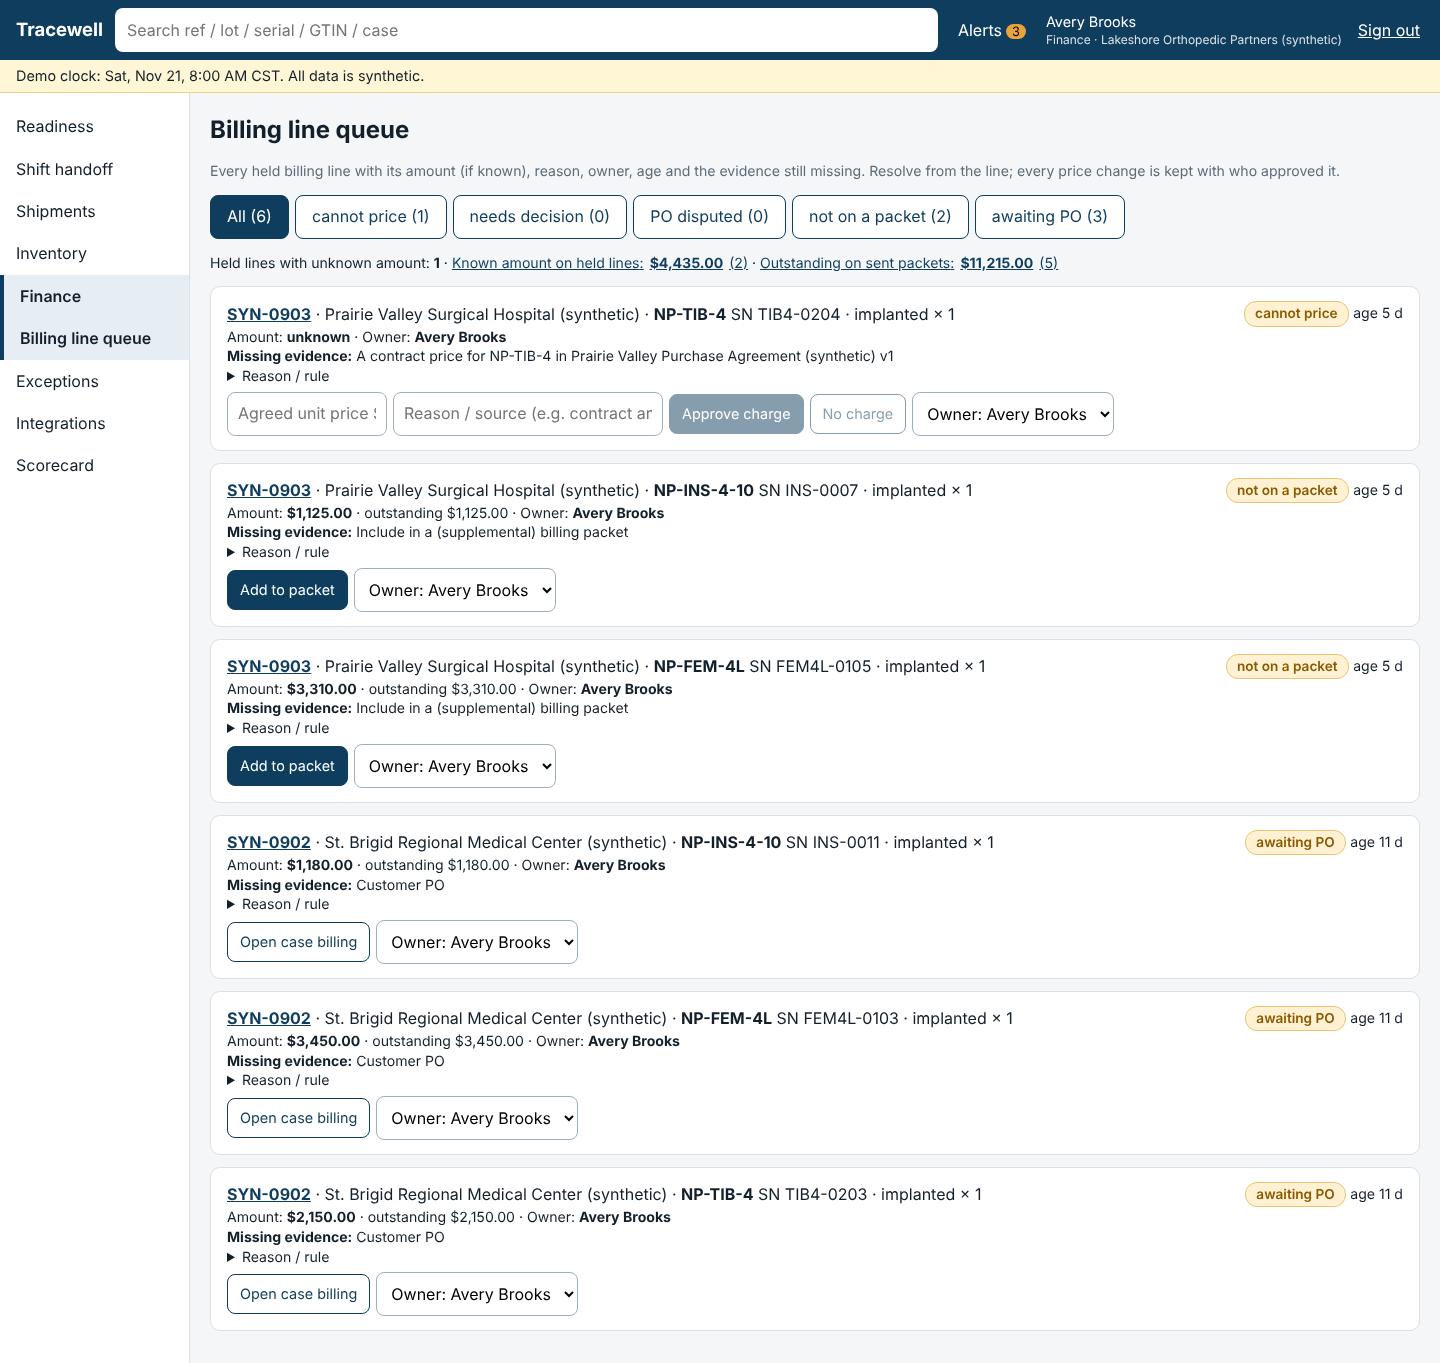 Tracewell
Search ref / lot / serial / GTIN / case
Alerts 3
Avery Brooks
Finance · Lakeshore Orthopedic Partners (synthetic)
Sign out
Demo clock: Sat, Nov 21, 8:00 AM CST. All data is synthetic.
Readiness
Shift handoff
Shipments
Inventory
Finance
Billing line queue
Exceptions
Integrations
Scorecard
Billing line queue
Every held billing line with its amount (if known), reason, owner, age and the evidence still missing. Resolve from the line; every price change is kept with who approved it.
All (6) cannot price (1) needs decision (0) PO disputed (0) not on a packet (2) awaiting PO (3)
Held lines with unknown amount: 1 · Known amount on held lines: $4,435.00 (2) · Outstanding on sent packets: $11,215.00 (5)
SYN-0903 · Prairie Valley Surgical Hospital (synthetic) · NP-TIB-4 SN TIB4-0204 · implanted × 1 cannot price age 5 d
Amount: unknown · Owner: Avery Brooks
Missing evidence: A contract price for NP-TIB-4 in Prairie Valley Purchase Agreement (synthetic) v1
▶ Reason / rule
Agreed unit price Reason / source (e.g. contract Approve charge No charge Owner: Avery Brooks
SYN-0903 · Prairie Valley Surgical Hospital (synthetic) · NP-INS-4-10 SN INS-0007 · implanted × 1 not on a packet age 5 d
Amount: $1,125.00 · outstanding $1,125.00 · Owner: Avery Brooks
Missing evidence: Include in a (supplemental) billing packet
▶ Reason / rule
Add to packet Owner: Avery Brooks
SYN-0903 · Prairie Valley Surgical Hospital (synthetic) · NP-FEM-4L SN FEM4L-0105 · implanted × 1 not on a packet age 5 d
Amount: $3,310.00 · outstanding $3,310.00 · Owner: Avery Brooks
Missing evidence: Include in a (supplemental) billing packet
▶ Reason / rule
Add to packet Owner: Avery Brooks
SYN-0902 · St. Brigid Regional Medical Center (synthetic) · NP-INS-4-10 SN INS-0011 · implanted × 1 awaiting PO age 11 d
Amount: $1,180.00 · outstanding $1,180.00 · Owner: Avery Brooks
Missing evidence: Customer PO
▶ Reason / rule
Open case billing Owner: Avery Brooks
SYN-0902 · St. Brigid Regional Medical Center (synthetic) · NP-FEM-4L SN FEM4L-0103 · implanted × 1 awaiting PO age 11 d
Amount: $3,450.00 · outstanding $3,450.00 · Owner: Avery Brooks
Missing evidence: Customer PO
▶ Reason / rule
Open case billing Owner: Avery Brooks
SYN-0902 · St. Brigid Regional Medical Center (synthetic) · NP-TIB-4 SN TIB4-0203 · implanted × 1 awaiting PO age 11 d
Amount: $2,150.00 · outstanding $2,150.00 · Owner: Avery Brooks
Missing evidence: Customer PO
▶ Reason / rule
Open case billing Owner: Avery Brooks